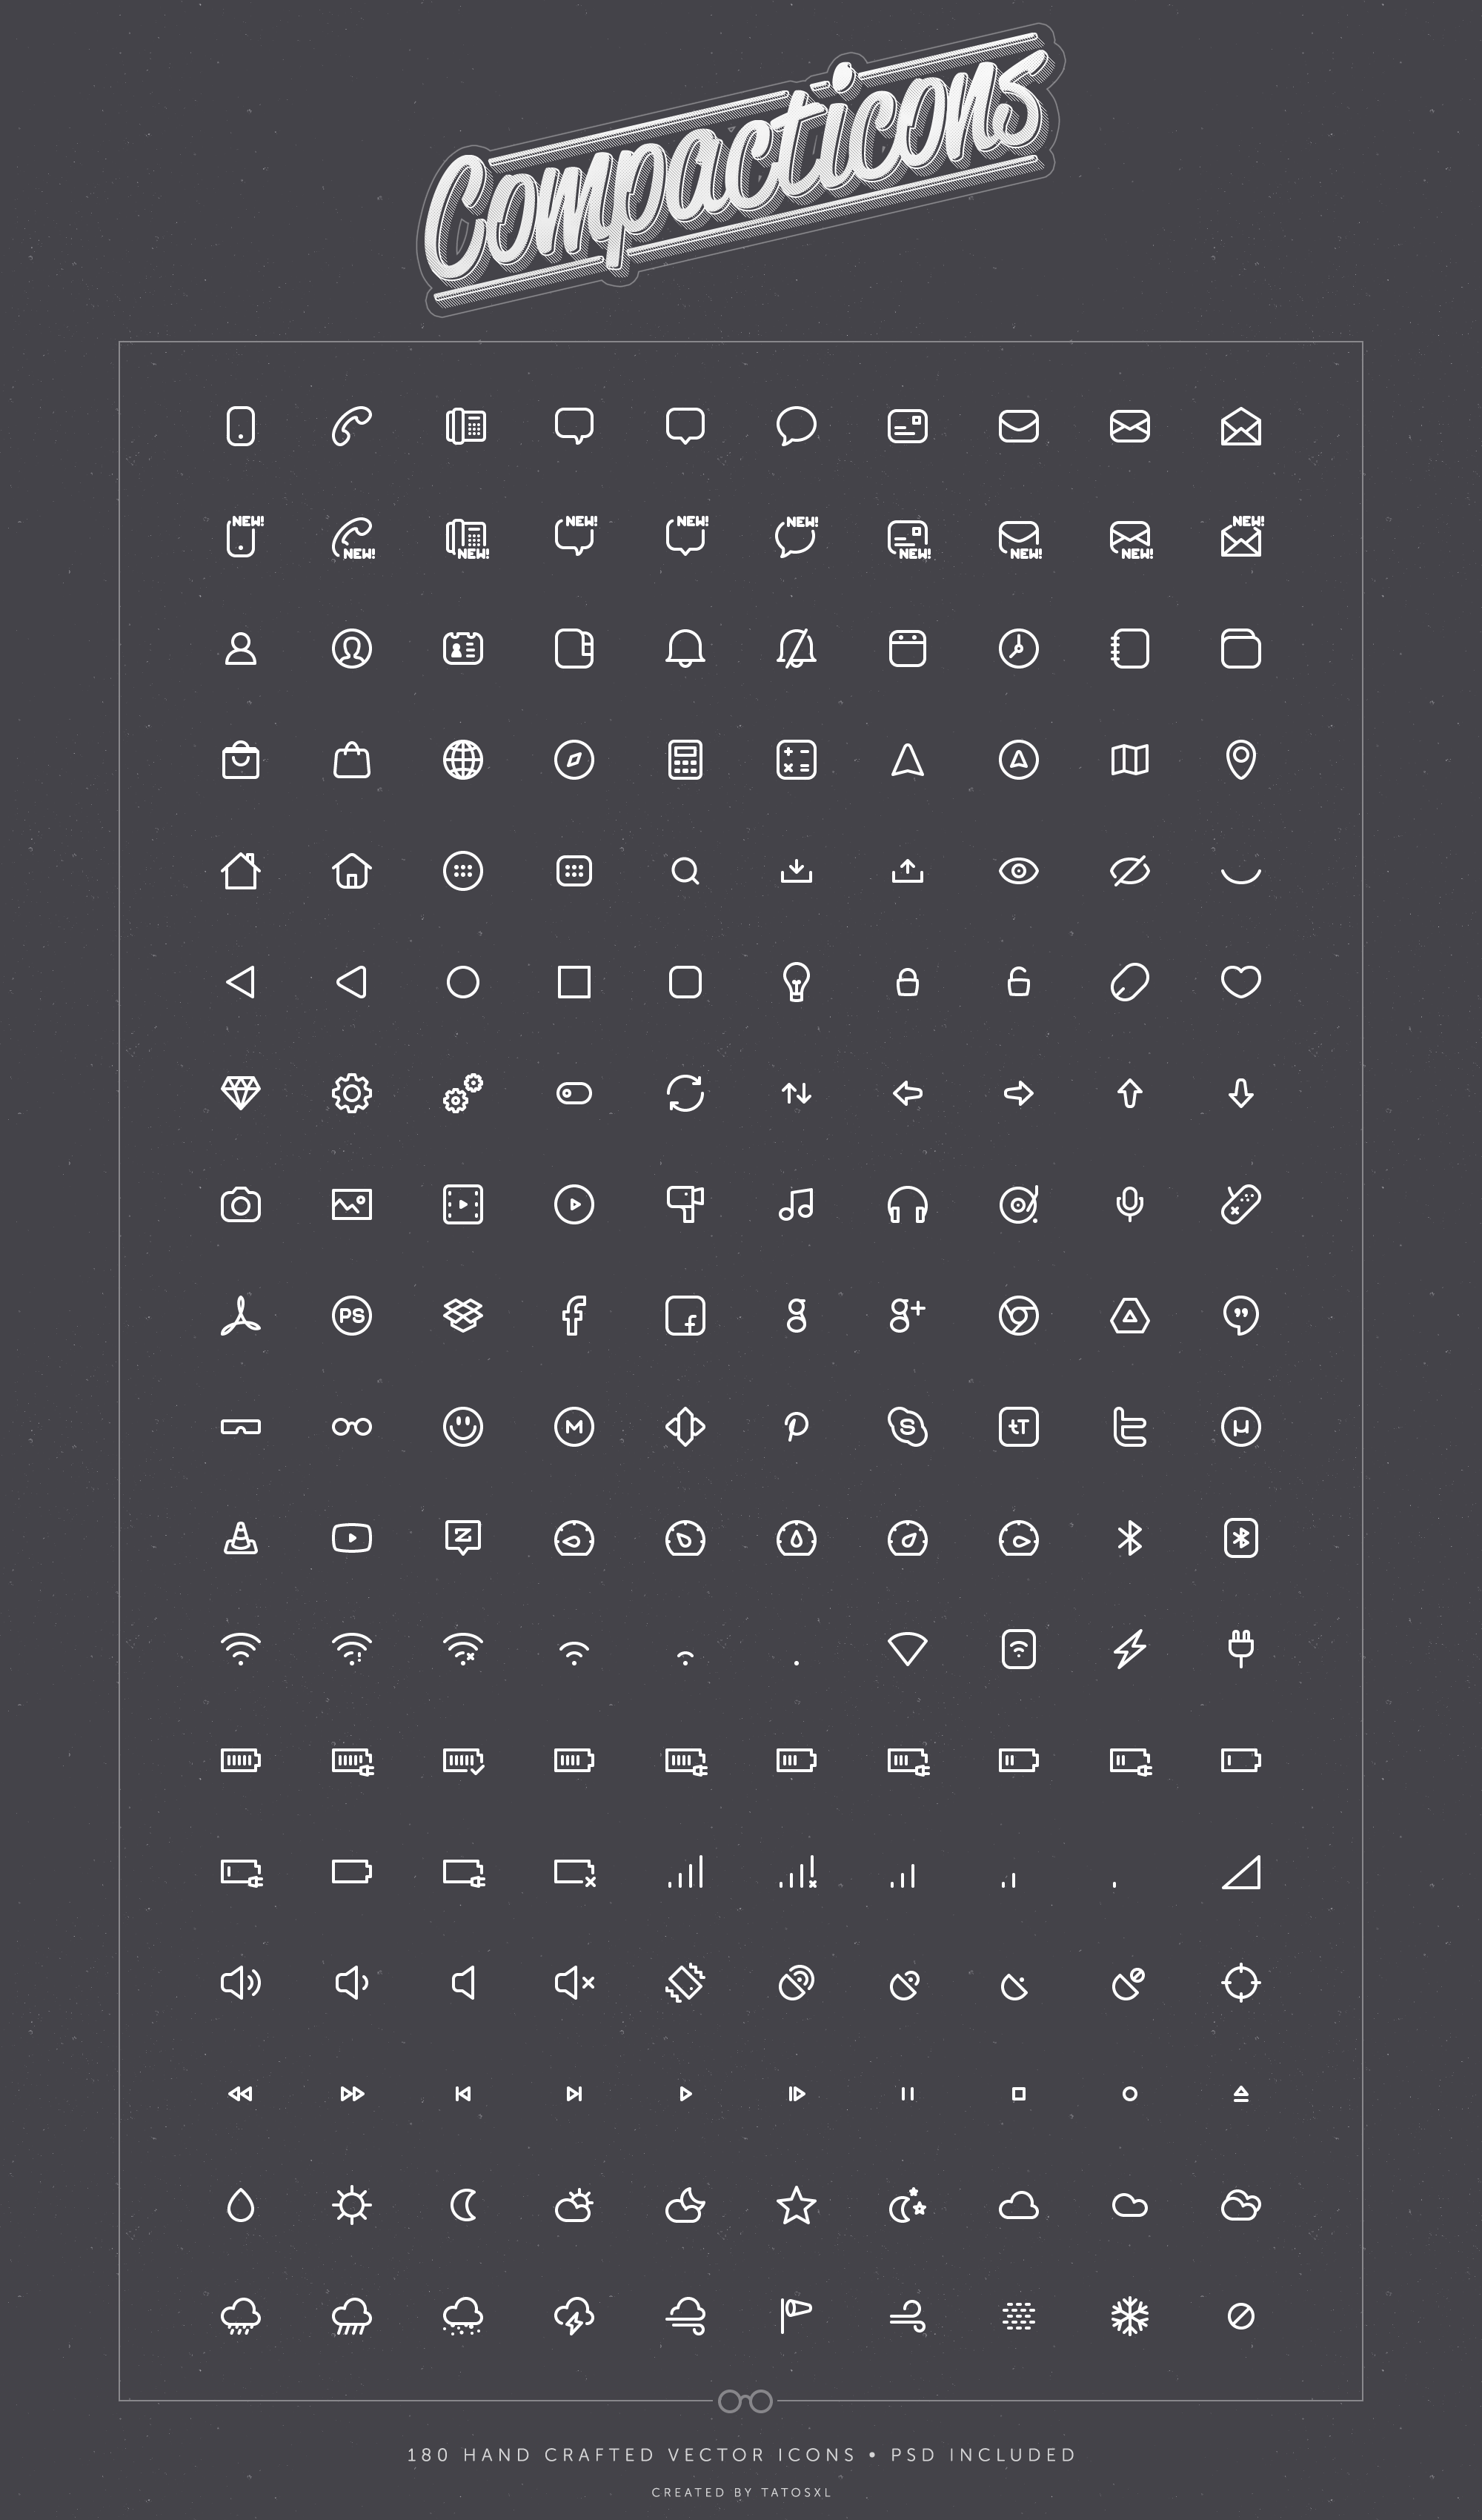 Compacticons
NEW! NEW! NEW! NEW! NEW! NEW! NEW! NEW! NEW! NEW!
PS f f g g+ "
M S tT µ
Z
180 HAND CRAFTED VECTOR ICONS • PSD INCLUDED
CREATED BY TATOSXL